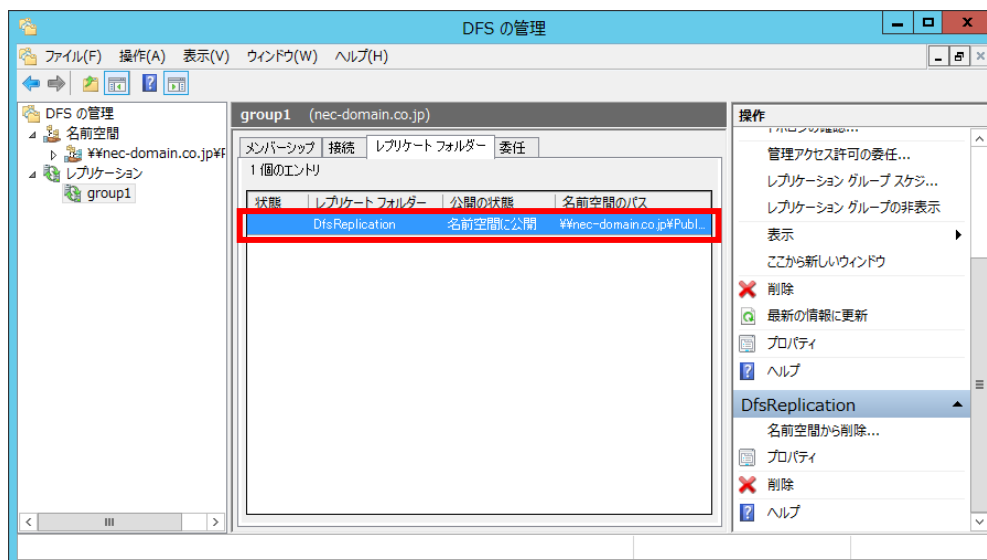 DFS の管理
ファイル(F) 操作(A) 表示(V) ウィンドウ(W) ヘルプ(H)
DFS の管理
名前空間
¥¥nec-domain.co.jp¥F
レプリケーション
group1
group1 (nec-domain.co.jp)
メンバーシップ 接続 レプリケート フォルダー 委任
1 個のエントリ
状態 レプリケート フォルダー 公開の状態 名前空間のパス
DfsReplication 名前空間に公開 ¥¥nec-domain.co.jp¥Publ...
操作
トポロジの確認...
管理アクセス許可の委任...
レプリケーション グループ スケジ...
レプリケーション グループの非表示
表示
ここから新しいウィンドウ
削除
最新の情報に更新
プロパティ
ヘルプ
DfsReplication
名前空間から削除...
プロパティ
削除
ヘルプ